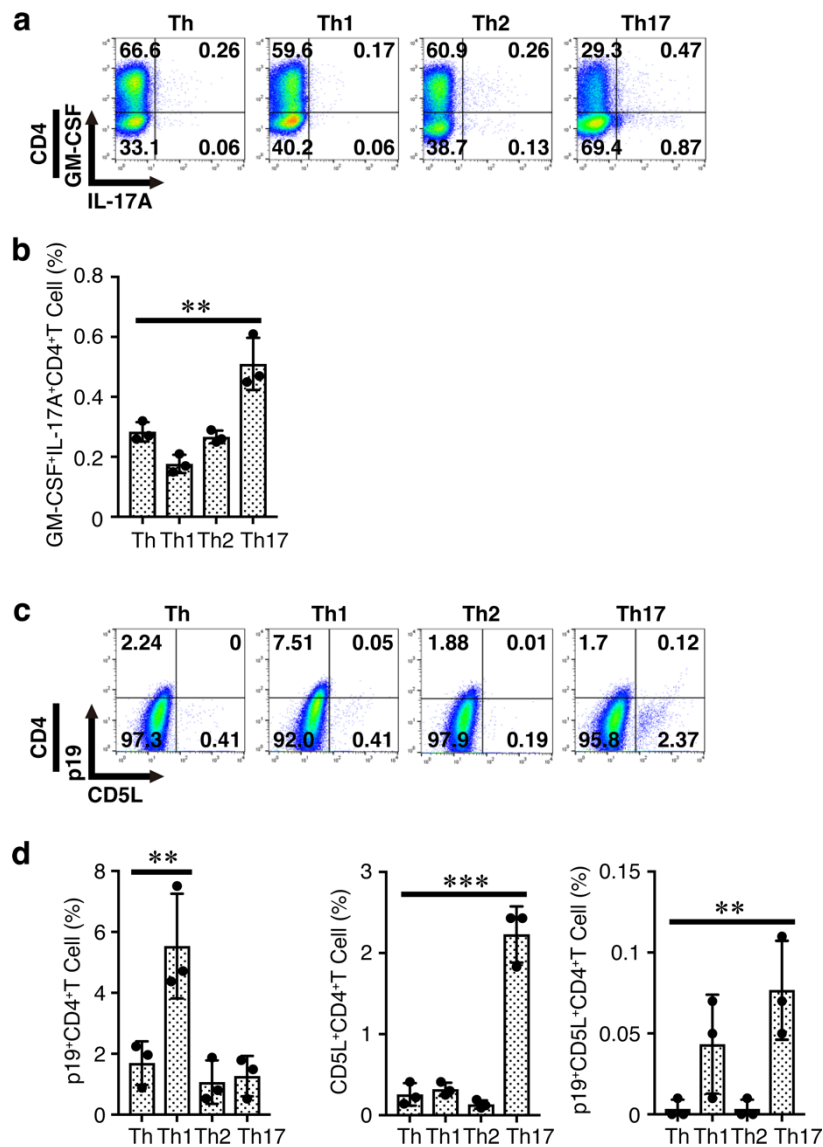 a
Th Th1 Th2 Th17
66.6 0.26 59.6 0.17 60.9 0.26 29.3 0.47
33.1 0.06 40.2 0.06 38.7 0.13 69.4 0.87
CD4
GM-CSF
IL-17A
b
GM-CSF⁺IL-17A⁺CD4⁺T Cell (%)
0.8
0.6
0.4
0.2
0
**
Th Th1 Th2 Th17
c
Th Th1 Th2 Th17
2.24 0 7.51 0.05 1.88 0.01 1.7 0.12
97.3 0.41 92.0 0.41 97.9 0.19 95.8 2.37
CD4
p19
CD5L
d
p19⁺CD4⁺T Cell (%)
8
6
4
2
0
**
Th Th1 Th2 Th17
CD5L⁺CD4⁺T Cell (%)
3
2
1
0
***
Th Th1 Th2 Th17
p19⁺CD5L⁺CD4⁺T Cell (%)
0.15
0.1
0.05
0
**
Th Th1 Th2 Th17